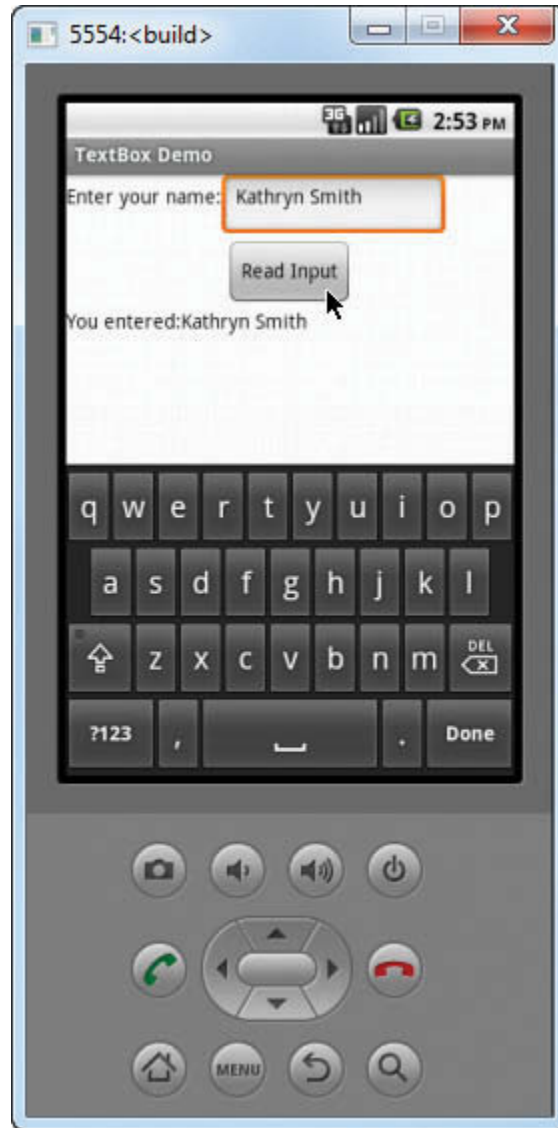 5554:<build>
3G 2:53 PM
TextBox Demo
Enter your name: Kathryn Smith
Read Input
You entered:Kathryn Smith
q w e r t y u i o p
a s d f g h j k l
z x c v b n m DEL
?123 , . Done
MENU